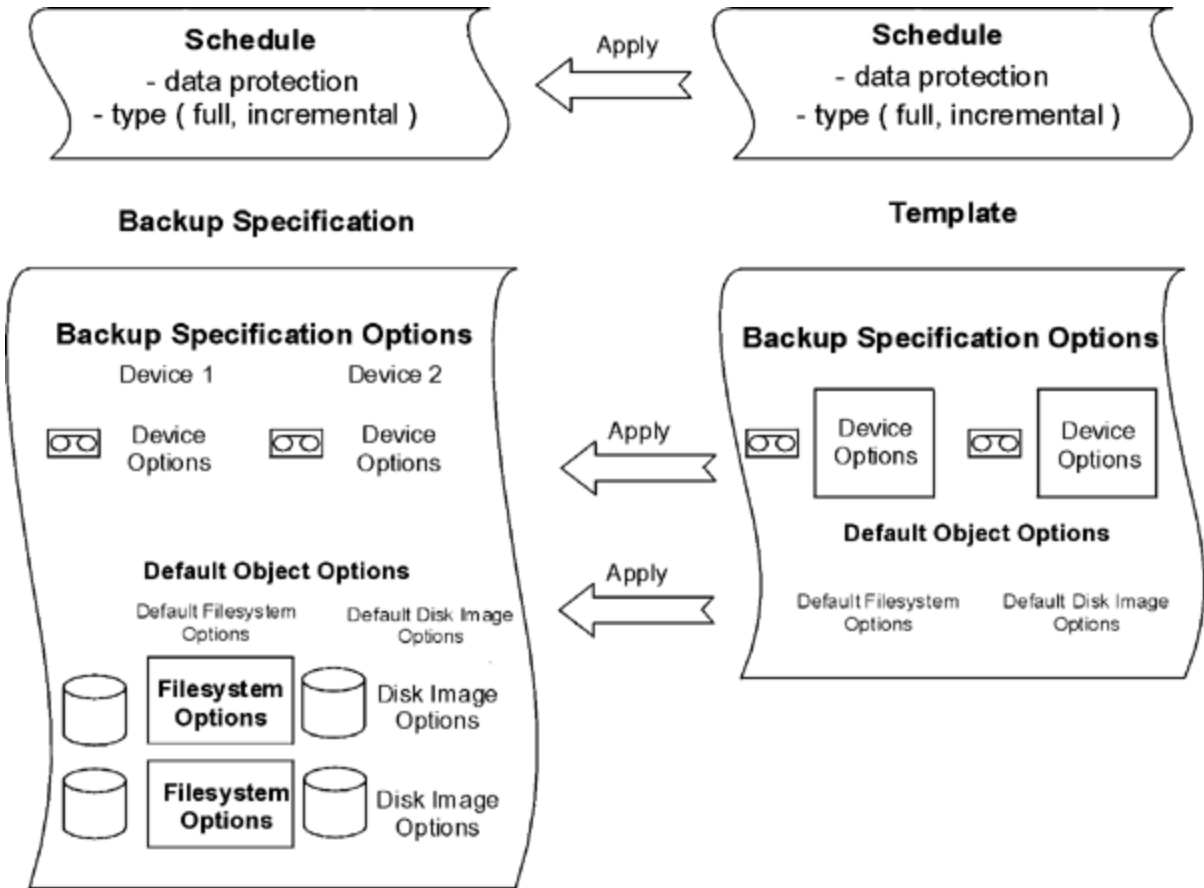 Schedule
- data protection
- type ( full, incremental )
Apply
Schedule
- data protection
- type ( full, incremental )
Backup Specification
Template
Backup Specification Options
Device 1
Device 2
Device
Options
Device
Options
Apply
Backup Specification Options
Device
Options
Device
Options
Default Object Options
Default Filesystem
Options
Default Disk Image
Options
Apply
Default Object Options
Default Filesystem
Options
Default Disk Image
Options
Filesystem
Options
Disk Image
Options
Filesystem
Options
Disk Image
Options